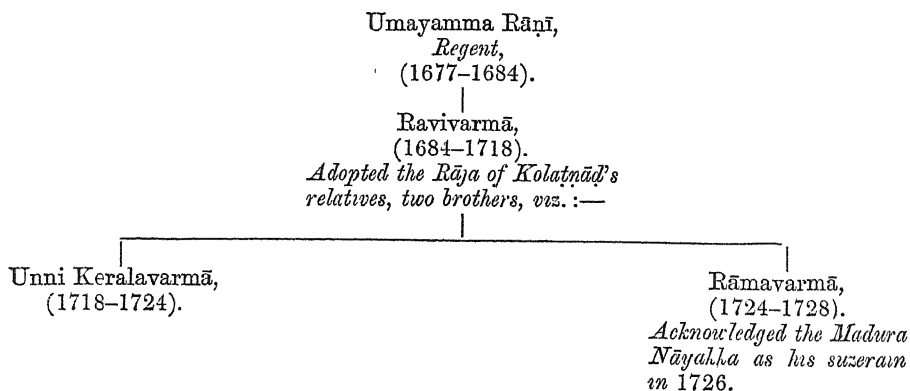 Umayamma Rāṇī,
Regent,
(1677–1684).
Ravivarmā,
(1684–1718).
Adopted the Rāja of Kolaṭṇāḍ's
relatives, two brothers, viz. :—
Unni Keralavarmā,
(1718–1724).
Rāmavarmā,
(1724–1728).
Acknowledged the Madura
Nāyakka as his suzerain
in 1726.